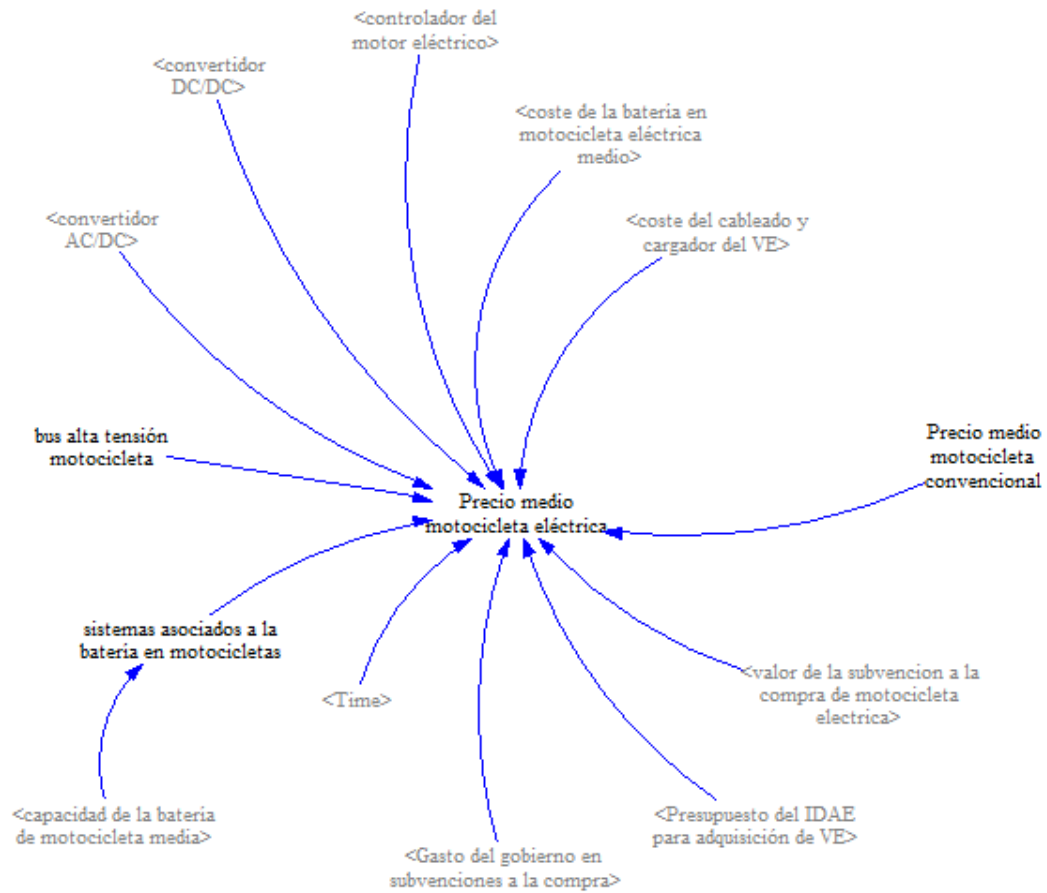 <controlador del
motor eléctrico>
<convertidor
DC/DC>
<coste de la bateria en
motocicleta eléctrica
medio>
<convertidor
AC/DC>
<coste del cableado y
cargador del VE>
bus alta tensión
motocicleta
Precio medio
motocicleta
convencional
Precio medio
motocicleta eléctrica
sistemas asociados a la
bateria en motocicletas
<Time>
<valor de la subvencion a la
compra de motocicleta
electrica>
<capacidad de la bateria
de motocicleta media>
<Gasto del gobierno en
subvenciones a la compra>
<Presupuesto del IDAE
para adquisición de VE>